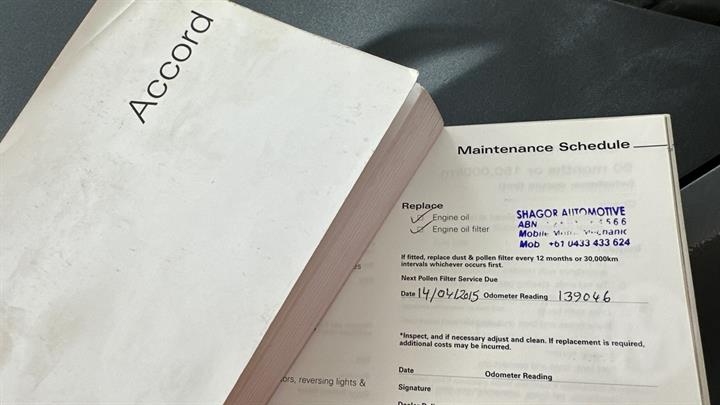 Accord
Maintenance Schedule
Replace
Engine oil
Engine oil filter
SHAGOR AUTOMOTIVE
ABN 566
Mobile
Mob +61 0433 433 624
If fitted, replace dust & pollen filter every 12 months or 30,000km
intervals whichever occurs first.
Next Pollen Filter Service Due
Date 14/04/2015 Odometer Reading 139046
*Inspect, and if necessary adjust and clean. If replacement is required,
additional costs may be incurred.
es
ors, reversing lights &
Date Odometer Reading
Signature